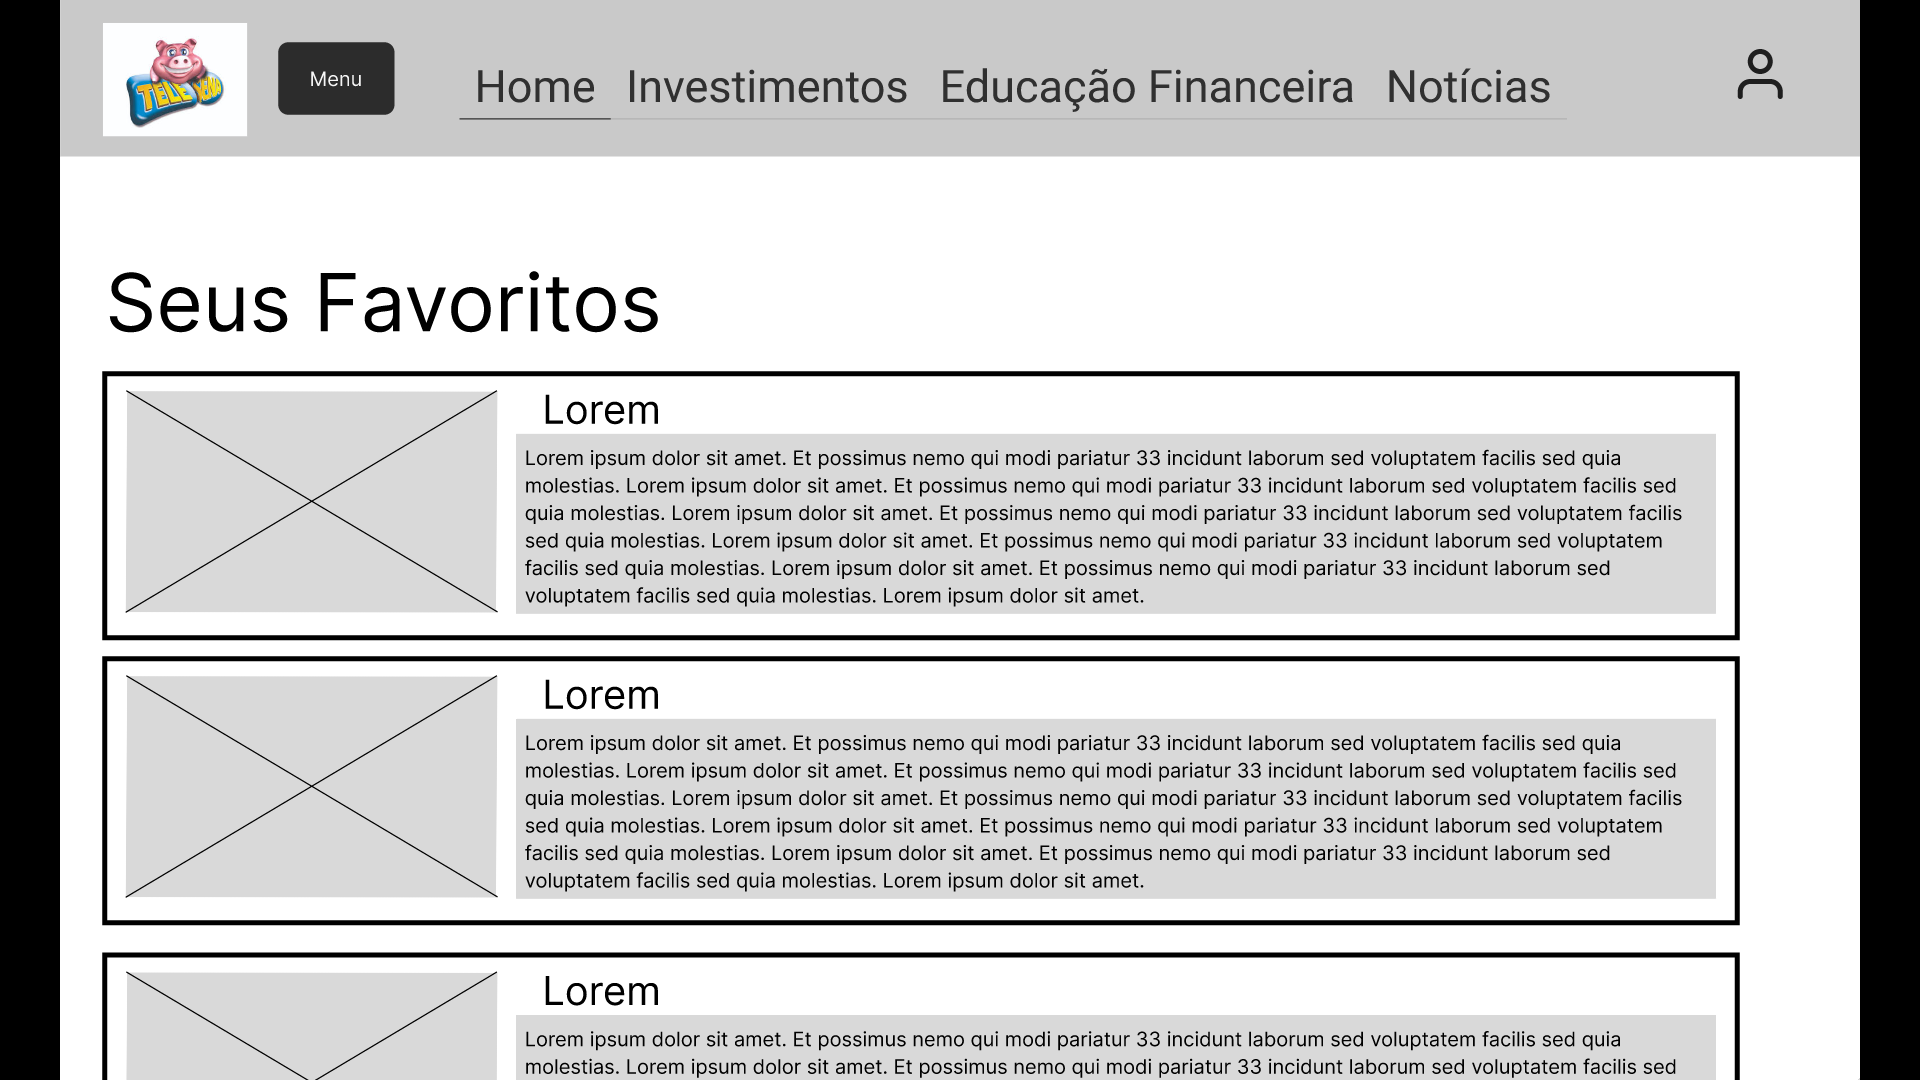 TELE SENA
Menu
Home Investimentos Educação Financeira Notícias
Seus Favoritos
Lorem
Lorem ipsum dolor sit amet. Et possimus nemo qui modi pariatur 33 incidunt laborum sed voluptatem facilis sed quia
molestias. Lorem ipsum dolor sit amet. Et possimus nemo qui modi pariatur 33 incidunt laborum sed voluptatem facilis sed
quia molestias. Lorem ipsum dolor sit amet. Et possimus nemo qui modi pariatur 33 incidunt laborum sed voluptatem facilis
sed quia molestias. Lorem ipsum dolor sit amet. Et possimus nemo qui modi pariatur 33 incidunt laborum sed voluptatem
facilis sed quia molestias. Lorem ipsum dolor sit amet. Et possimus nemo qui modi pariatur 33 incidunt laborum sed
voluptatem facilis sed quia molestias. Lorem ipsum dolor sit amet.
Lorem
Lorem ipsum dolor sit amet. Et possimus nemo qui modi pariatur 33 incidunt laborum sed voluptatem facilis sed quia
molestias. Lorem ipsum dolor sit amet. Et possimus nemo qui modi pariatur 33 incidunt laborum sed voluptatem facilis sed
quia molestias. Lorem ipsum dolor sit amet. Et possimus nemo qui modi pariatur 33 incidunt laborum sed voluptatem facilis
sed quia molestias. Lorem ipsum dolor sit amet. Et possimus nemo qui modi pariatur 33 incidunt laborum sed voluptatem
facilis sed quia molestias. Lorem ipsum dolor sit amet. Et possimus nemo qui modi pariatur 33 incidunt laborum sed
voluptatem facilis sed quia molestias. Lorem ipsum dolor sit amet.
Lorem
Lorem ipsum dolor sit amet. Et possimus nemo qui modi pariatur 33 incidunt laborum sed voluptatem facilis sed quia
molestias. Lorem ipsum dolor sit amet. Et possimus nemo qui modi pariatur 33 incidunt laborum sed voluptatem facilis sed